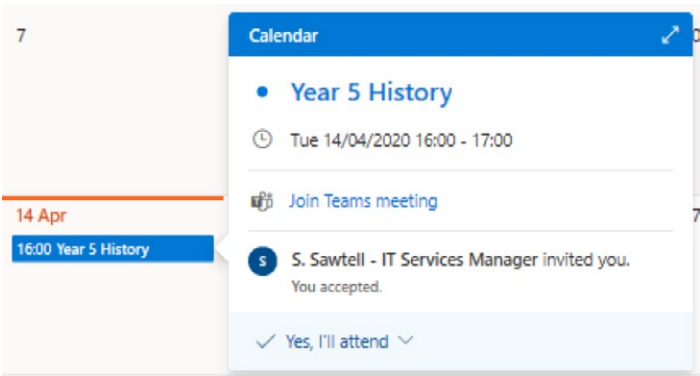 7
Calendar
Year 5 History
Tue 14/04/2020 16:00 - 17:00
Join Teams meeting
14 Apr
16:00 Year 5 History
S
S. Sawtell - IT Services Manager invited you.
You accepted.
Yes, I'll attend